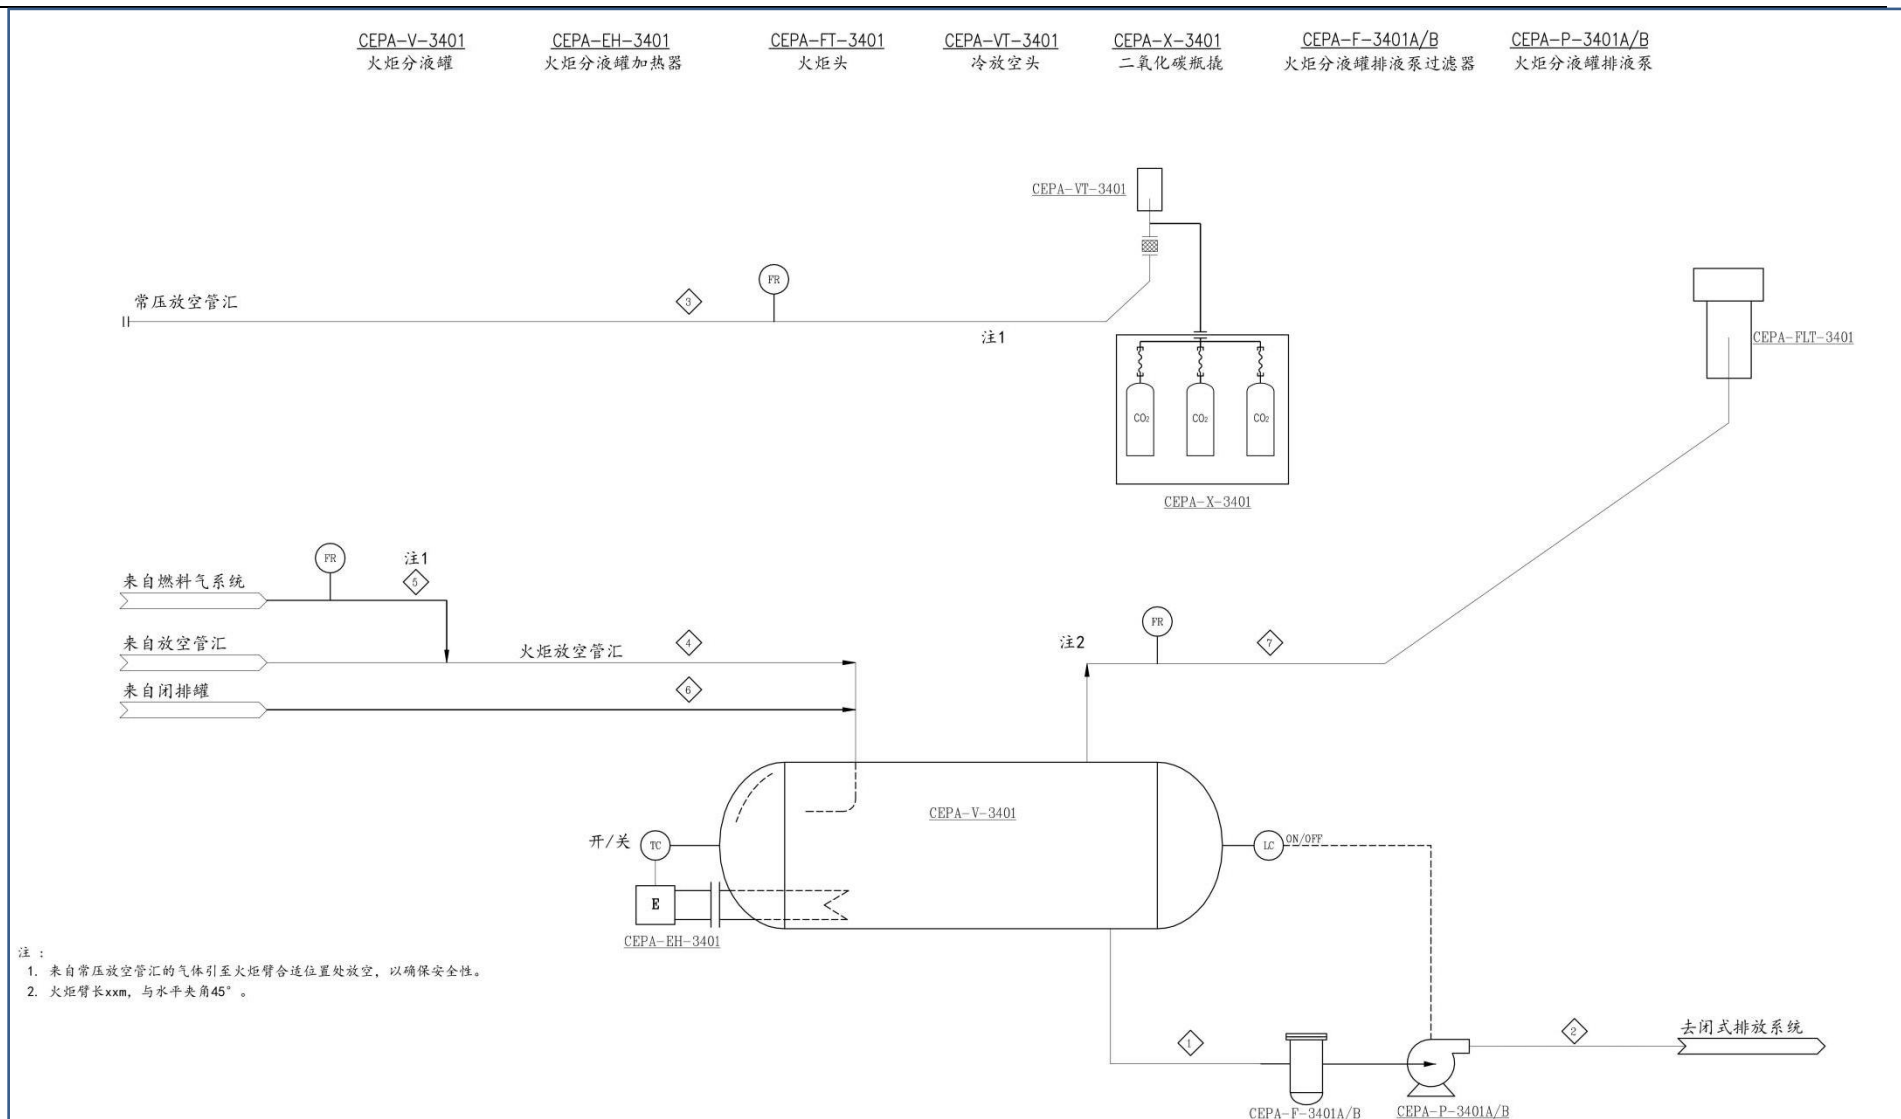 CEPA-V-3401
火炬分液罐
CEPA-EH-3401
火炬分液罐加热器
CEPA-FT-3401
火炬头
CEPA-VT-3401
冷放空头
CEPA-X-3401
二氧化碳瓶撬
CEPA-F-3401A/B
火炬分液罐排液泵过滤器
CEPA-P-3401A/B
火炬分液罐排液泵
CEPA-VT-3401
FR
3
常压放空管汇
注1
CEPA-FLT-3401
CO₂
CO₂
CO₂
CEPA-X-3401
FR
注1
5
来自燃料气系统
来自放空管汇
火炬放空管汇
4
来自闭排罐
6
注2
FR
7
CEPA-V-3401
开/关
TC
LC
ON/OFF
E
CEPA-EH-3401
注：
1. 来自常压放空管汇的气体引至火炬臂合适位置处放空，以确保安全性。
2. 火炬臂长xxm，与水平夹角45°。
1
2
去闭式排放系统
CEPA-F-3401A/B
CEPA-P-3401A/B